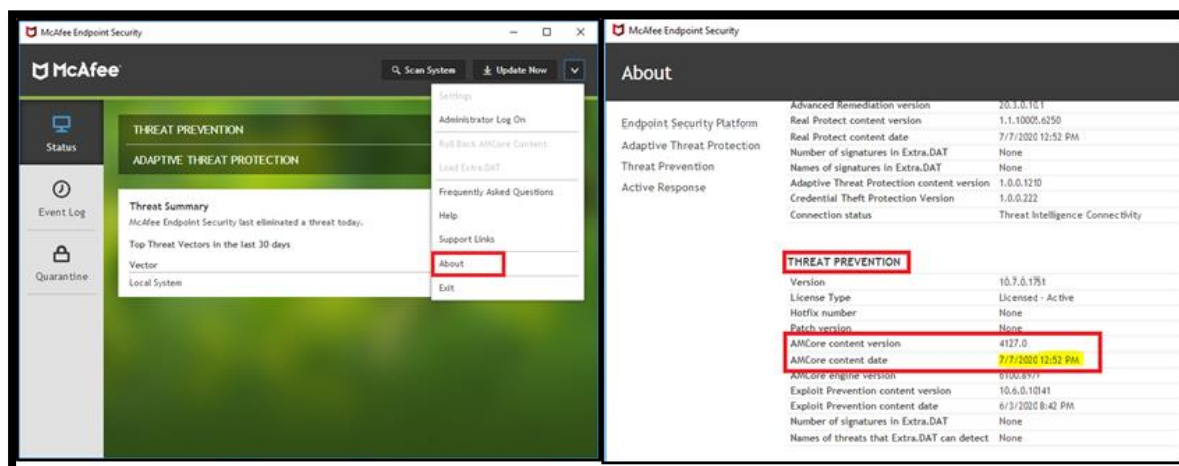 McAfee Endpoint Security
McAfee
Scan System
Update Now
Settings
Administrator Log On
Roll Back AMCore Content
Load Extra.DAT
Frequently Asked Questions
Help
Support Links
About
Exit
Status
Event Log
Quarantine
THREAT PREVENTION
ADAPTIVE THREAT PROTECTION
Threat Summary
McAfee Endpoint Security last eliminated a threat today.
Top Threat Vectors in the last 30 days
Vector
Local System
McAfee Endpoint Security
About
Endpoint Security Platform
Adaptive Threat Protection
Threat Prevention
Active Response
Advanced Remediation version 20.3.0.10.1
Real Protect content version 1.1.10005.6250
Real Protect content date 7/7/2020 12:52 PM
Number of signatures in Extra.DAT None
Names of signatures in Extra.DAT None
Adaptive Threat Protection content version 1.0.0.1210
Credential Theft Protection Version 1.0.0.222
Connection status Threat Intelligence Connectivity
THREAT PREVENTION
Version 10.7.0.1751
License Type Licensed - Active
Hotfix number None
Patch version None
AMCore content version 4127.0
AMCore content date 7/7/2020 12:52 PM
AMCore engine version
Exploit Prevention content version 10.6.0.10141
Exploit Prevention content date 6/3/2020 8:42 PM
Number of signatures in Extra.DAT None
Names of threats that Extra.DAT can detect None